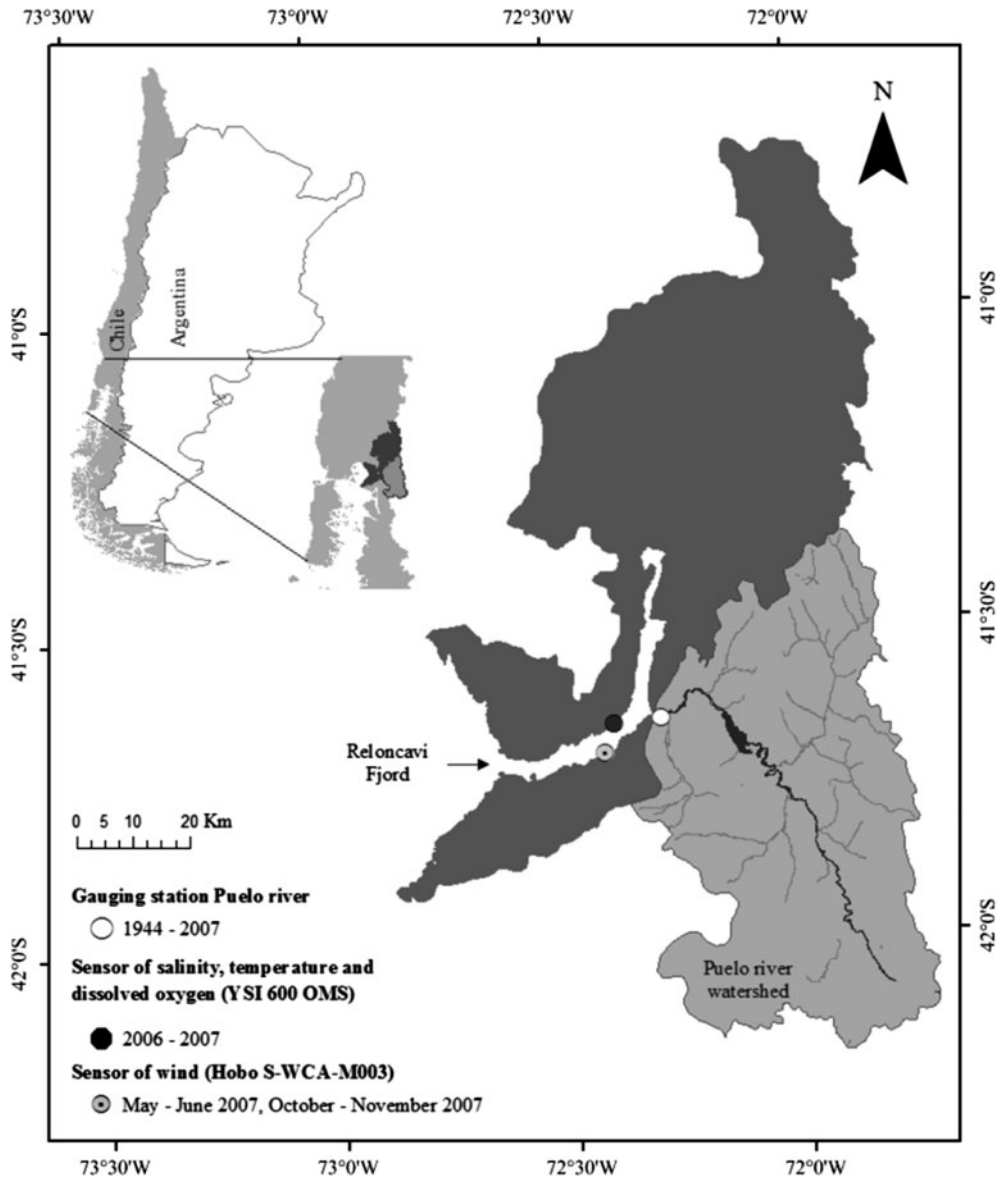 73°30'W 73°0'W 72°30'W 72°0'W
N
41°0'S
41°0'S
Chile
Argentina
41°30'S
41°30'S
Reloncavi
Fjord
0 5 10 20 Km
Gauging station Puelo river
1944 - 2007
42°0'S
42°0'S
Sensor of salinity, temperature and
dissolved oxygen (YSI 600 OMS)
Puelo river
watershed
2006 - 2007
Sensor of wind (Hobo S-WCA-M003)
May - June 2007, October - November 2007
73°30'W 73°0'W 72°30'W 72°0'W